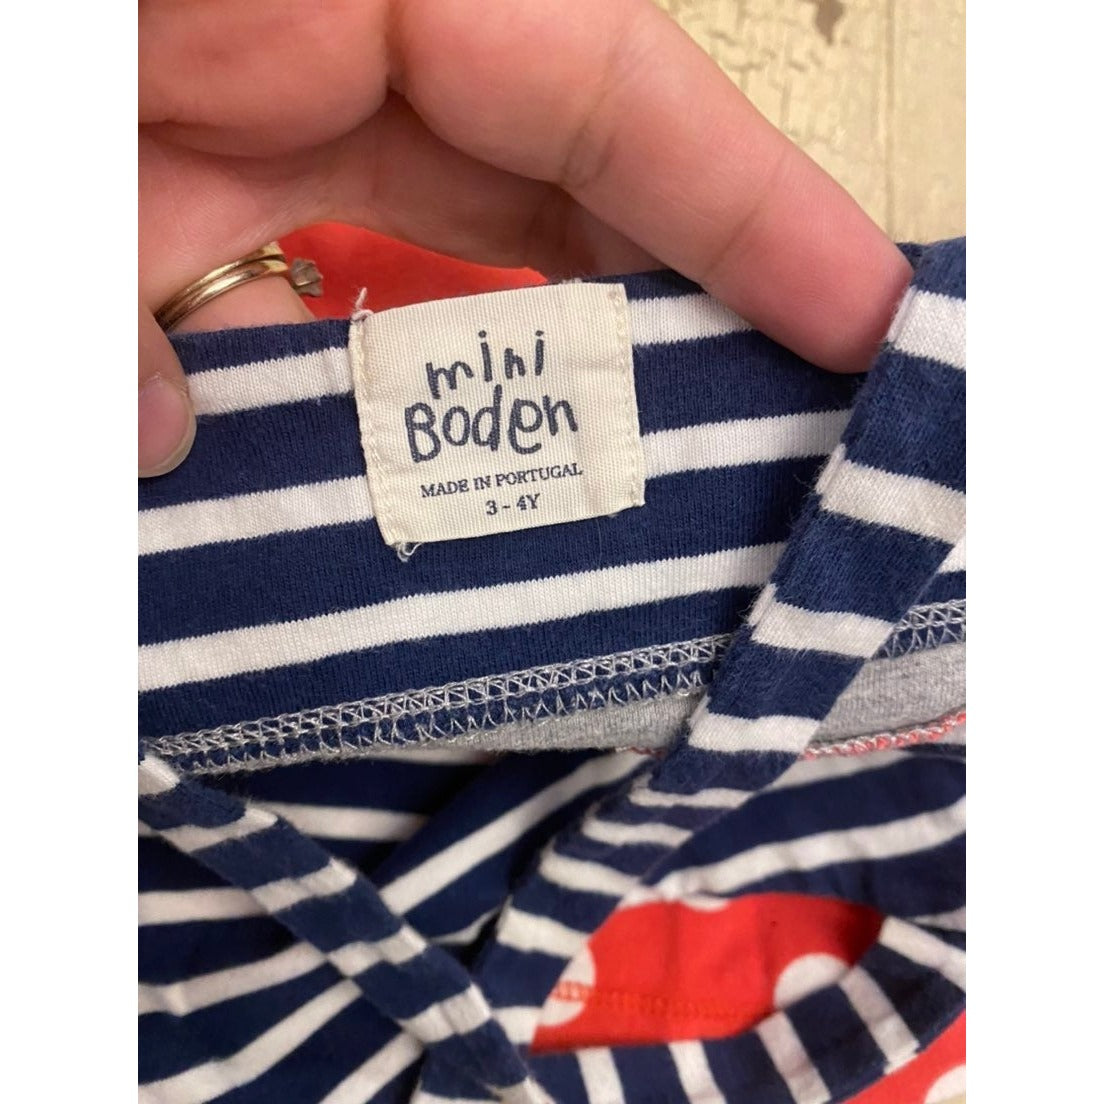 mini
Boden
MADE IN PORTUGAL
3 - 4Y